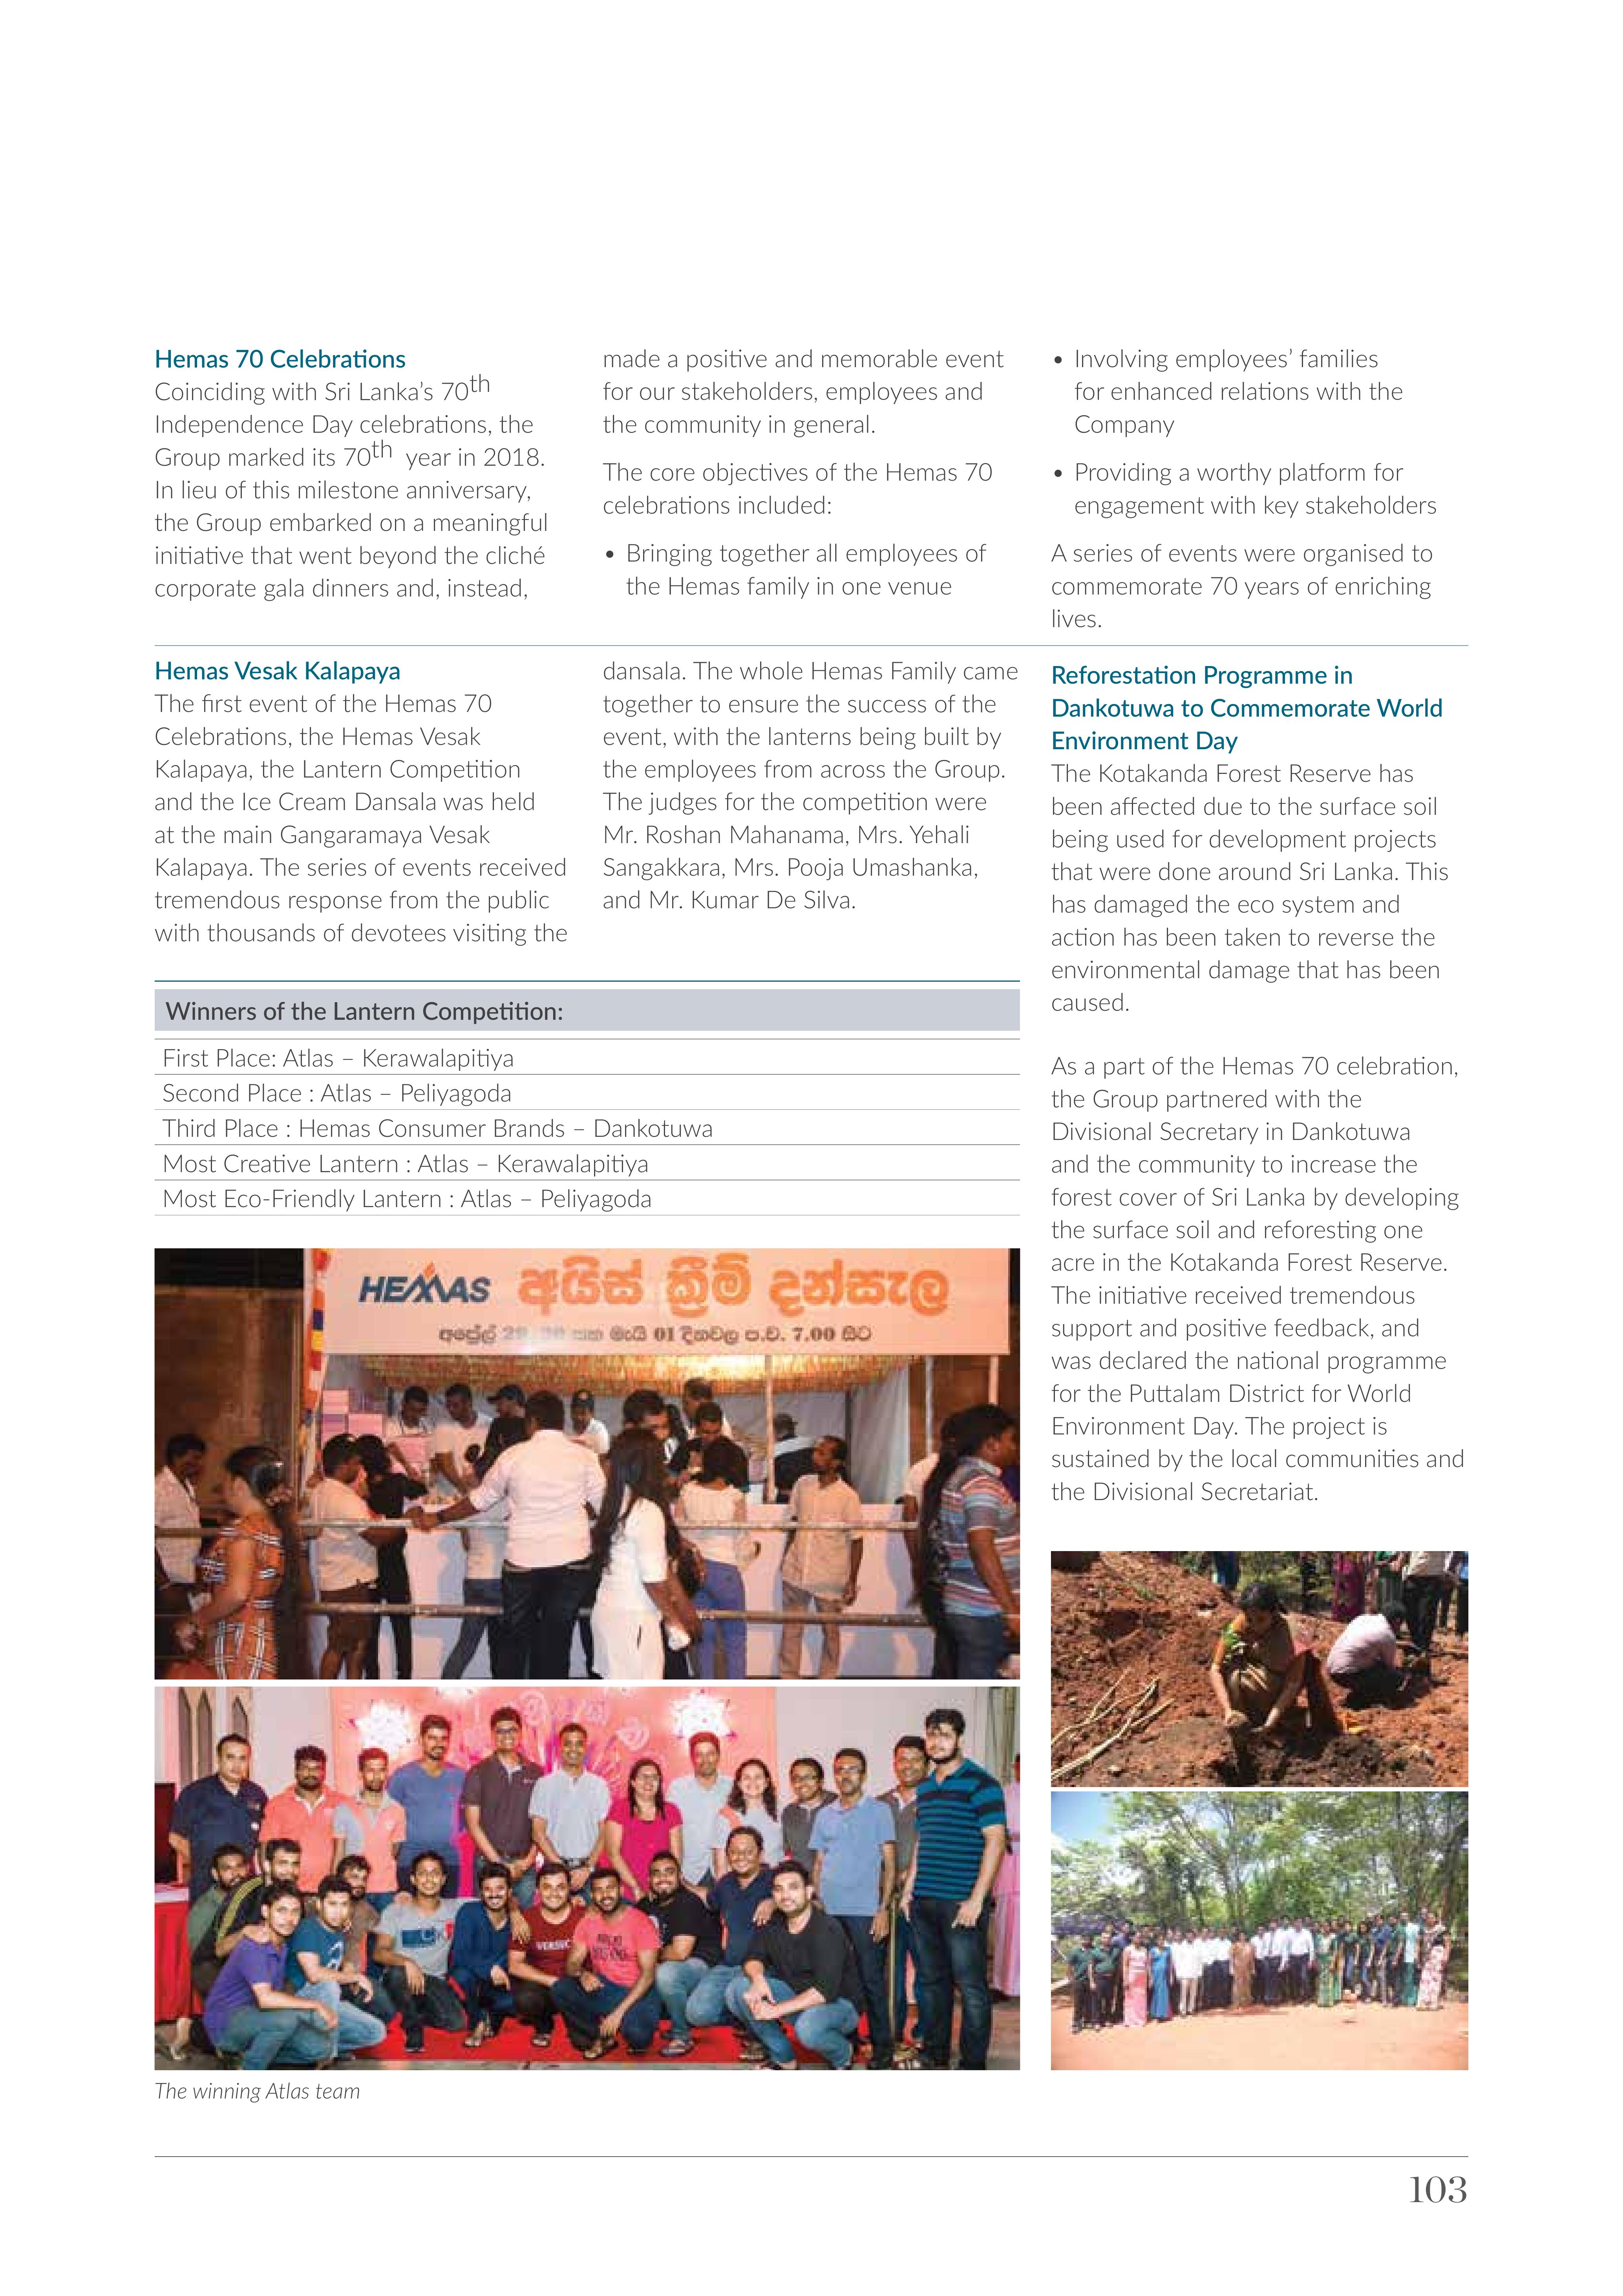 Hemas 70 Celebrations
Coinciding with Sri Lanka's 70th
Independence Day celebrations, the
Group marked its 70th year in 2018.
In lieu of this milestone anniversary,
the Group embarked on a meaningful
initiative that went beyond the cliché
corporate gala dinners and, instead,
made a positive and memorable event
for our stakeholders, employees and
the community in general.
The core objectives of the Hemas 70
celebrations included:
• Bringing together all employees of
the Hemas family in one venue
• Involving employees' families
for enhanced relations with the
Company
• Providing a worthy platform for
engagement with key stakeholders
A series of events were organised to
commemorate 70 years of enriching
lives.
Hemas Vesak Kalapaya
The first event of the Hemas 70
Celebrations, the Hemas Vesak
Kalapaya, the Lantern Competition
and the Ice Cream Dansala was held
at the main Gangaramaya Vesak
Kalapaya. The series of events received
tremendous response from the public
with thousands of devotees visiting the
dansala. The whole Hemas Family came
together to ensure the success of the
event, with the lanterns being built by
the employees from across the Group.
The judges for the competition were
Mr. Roshan Mahanama, Mrs. Yehali
Sangakkara, Mrs. Pooja Umashanka,
and Mr. Kumar De Silva.
Winners of the Lantern Competition:
First Place: Atlas – Kerawalapitiya
Second Place : Atlas – Peliyagoda
Third Place : Hemas Consumer Brands – Dankotuwa
Most Creative Lantern : Atlas – Kerawalapitiya
Most Eco-Friendly Lantern : Atlas – Peliyagoda
HEMAS අයිස් ක්‍රීම් දන්සැල
අප්‍රේල් 29, 30 සහ මැයි 01 දිනවල ප.ව. 7.00 සිට
The winning Atlas team
Reforestation Programme in
Dankotuwa to Commemorate World
Environment Day
The Kotakanda Forest Reserve has
been affected due to the surface soil
being used for development projects
that were done around Sri Lanka. This
has damaged the eco system and
action has been taken to reverse the
environmental damage that has been
caused.
As a part of the Hemas 70 celebration,
the Group partnered with the
Divisional Secretary in Dankotuwa
and the community to increase the
forest cover of Sri Lanka by developing
the surface soil and reforesting one
acre in the Kotakanda Forest Reserve.
The initiative received tremendous
support and positive feedback, and
was declared the national programme
for the Puttalam District for World
Environment Day. The project is
sustained by the local communities and
the Divisional Secretariat.
103